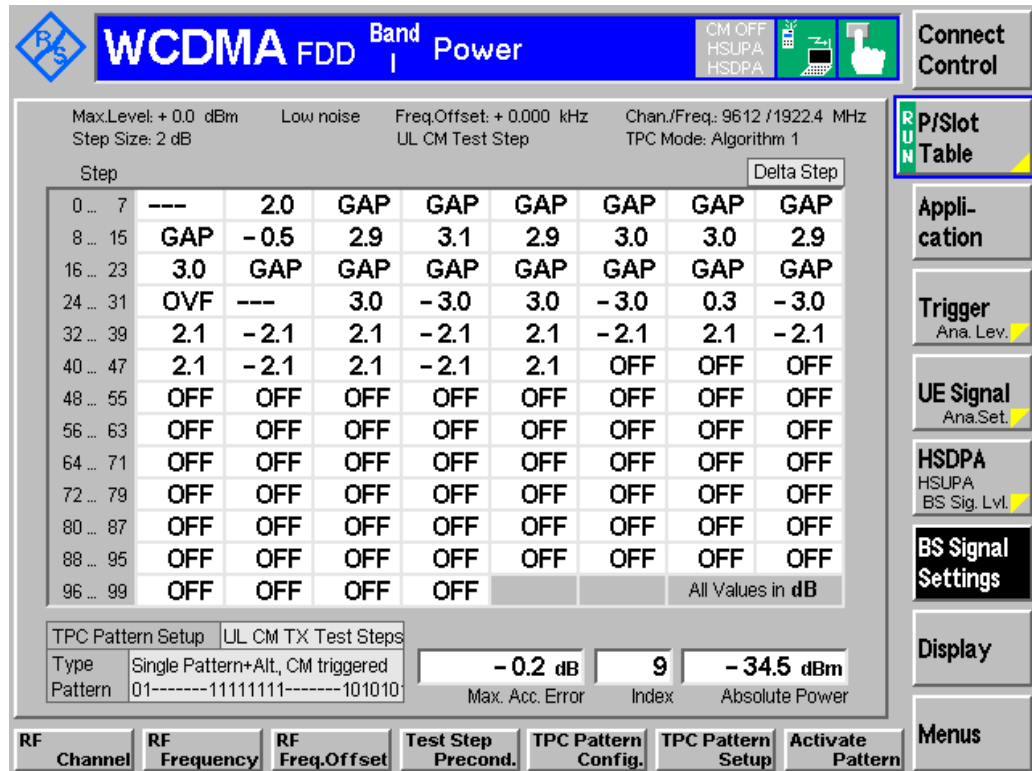 R/S WCDMA FDD Band I Power CM OFF HSUPA HSDPA
Connect Control
Max.Level: + 0.0 dBm Low noise Freq.Offset: + 0.000 kHz Chan./Freq.: 9612 /1922.4 MHz
Step Size: 2 dB UL CM Test Step TPC Mode: Algorithm 1
RUN P/Slot Table
Step Delta Step
0 ... 7 --- 2.0 GAP GAP GAP GAP GAP GAP
8 ... 15 GAP – 0.5 2.9 3.1 2.9 3.0 3.0 2.9
16 ... 23 3.0 GAP GAP GAP GAP GAP GAP GAP
24 ... 31 OVF --- 3.0 – 3.0 3.0 – 3.0 0.3 – 3.0
32 ... 39 2.1 – 2.1 2.1 – 2.1 2.1 – 2.1 2.1 – 2.1
40 ... 47 2.1 – 2.1 2.1 – 2.1 2.1 OFF OFF OFF
48 ... 55 OFF OFF OFF OFF OFF OFF OFF OFF
56 ... 63 OFF OFF OFF OFF OFF OFF OFF OFF
64 ... 71 OFF OFF OFF OFF OFF OFF OFF OFF
72 ... 79 OFF OFF OFF OFF OFF OFF OFF OFF
80 ... 87 OFF OFF OFF OFF OFF OFF OFF OFF
88 ... 95 OFF OFF OFF OFF OFF OFF OFF OFF
96 ... 99 OFF OFF OFF OFF All Values in dB
Appli-
cation
Trigger
Ana. Lev.
UE Signal
Ana.Set.
HSDPA
HSUPA
BS Sig. Lvl.
BS Signal
Settings
Display
Menus
TPC Pattern Setup UL CM TX Test Steps
Type Single Pattern+Alt., CM triggered
Pattern 01-------11111111-------101010
– 0.2 dB 9 – 34.5 dBm
Max. Acc. Error Index Absolute Power
RF Channel
RF Frequency
RF Freq.Offset
Test Step Precond.
TPC Pattern Config.
TPC Pattern Setup
Activate Pattern